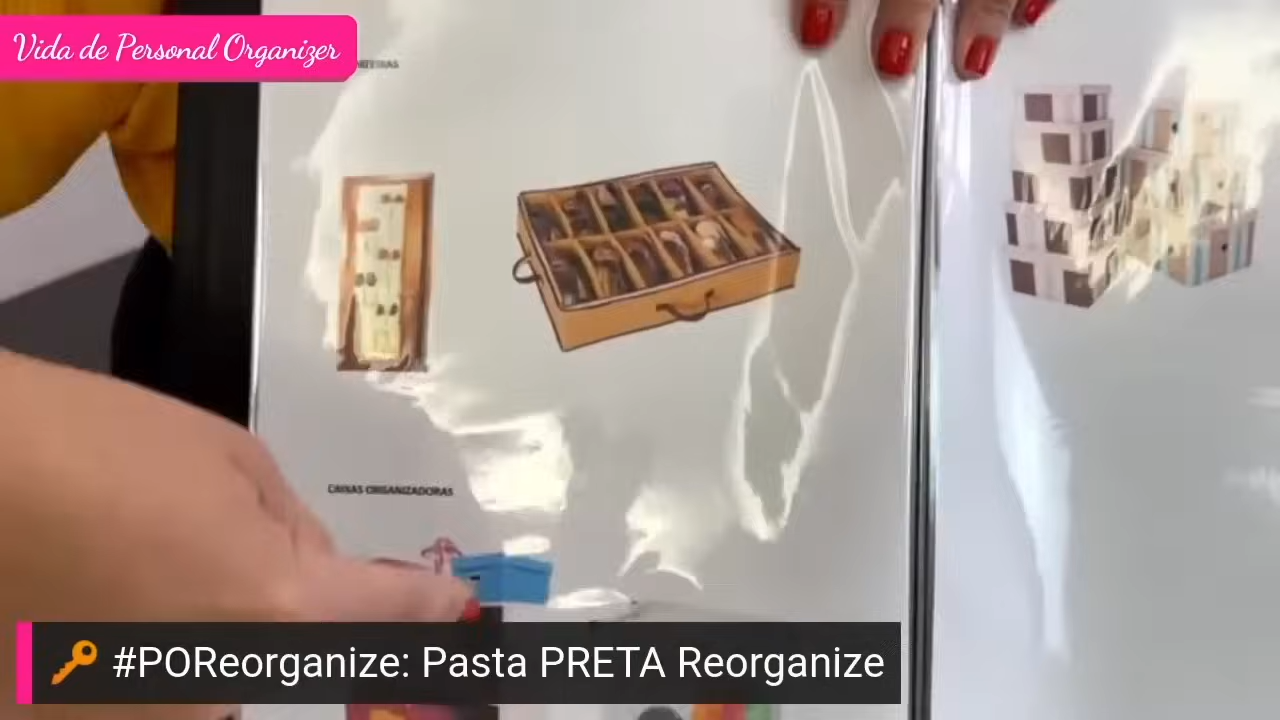 Vida de Personal Organizer
CAIXAS ORGANIZADORAS
🔑 #POReorganize: Pasta PRETA Reorganize